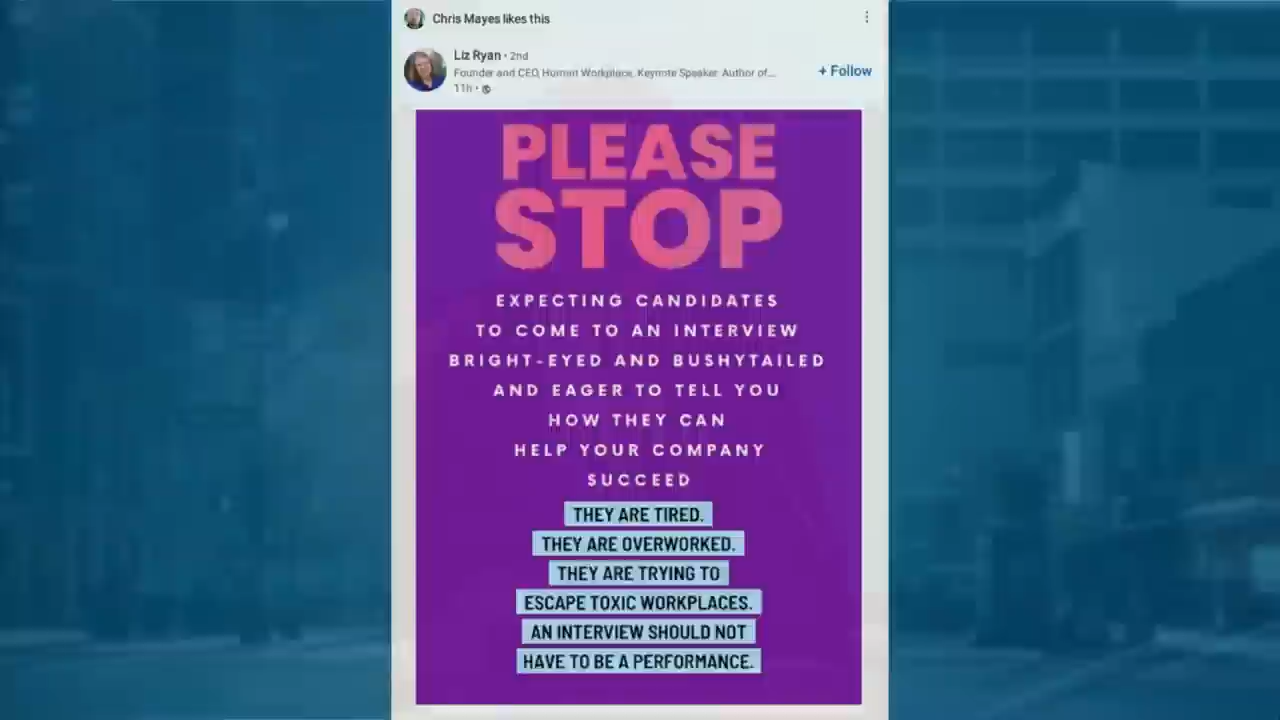 Chris Mayes likes this
Liz Ryan • 2nd
Founder and CEO, Human Workplace. Keynote Speaker. Author of...
11h •
+ Follow
PLEASE
STOP
EXPECTING CANDIDATES
TO COME TO AN INTERVIEW
BRIGHT-EYED AND BUSHYTAILED
AND EAGER TO TELL YOU
HOW THEY CAN
HELP YOUR COMPANY
SUCCEED
THEY ARE TIRED.
THEY ARE OVERWORKED.
THEY ARE TRYING TO
ESCAPE TOXIC WORKPLACES.
AN INTERVIEW SHOULD NOT
HAVE TO BE A PERFORMANCE.